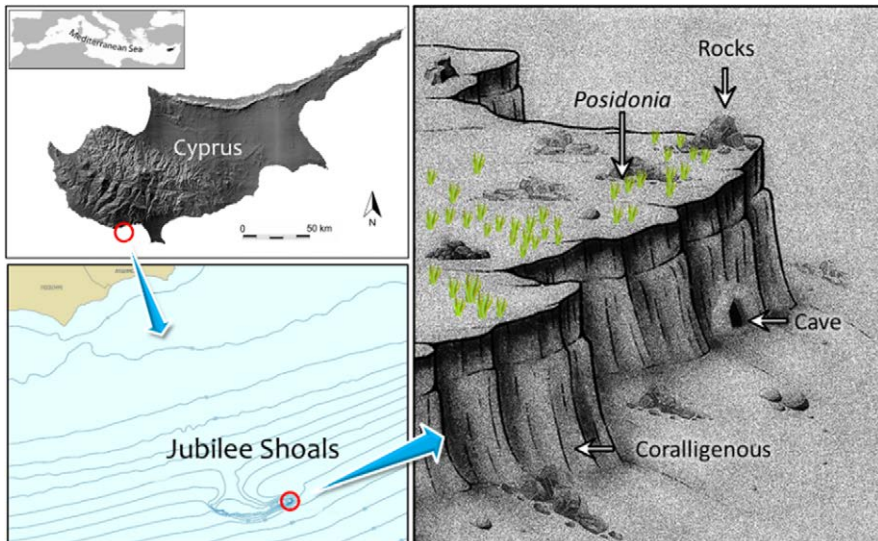 Mediterranean Sea
Cyprus
N
0 50 km
Jubilee Shoals
Rocks
Posidonia
Cave
Coralligenous